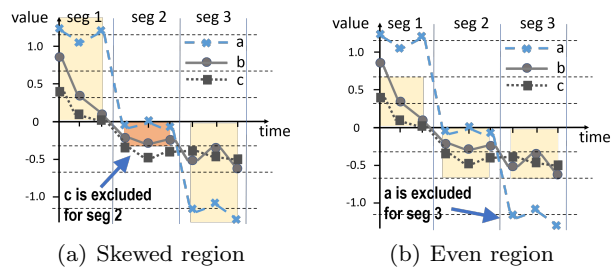 value seg 1 seg 2 seg 3
a
b
c
1.0
0.5
0
time
-0.5
-1.0
c is excluded
for seg 2
(a) Skewed region
value seg 1 seg 2 seg 3
a
b
c
1.0
0.5
0
time
-0.5
-1.0
a is excluded
for seg 3
(b) Even region